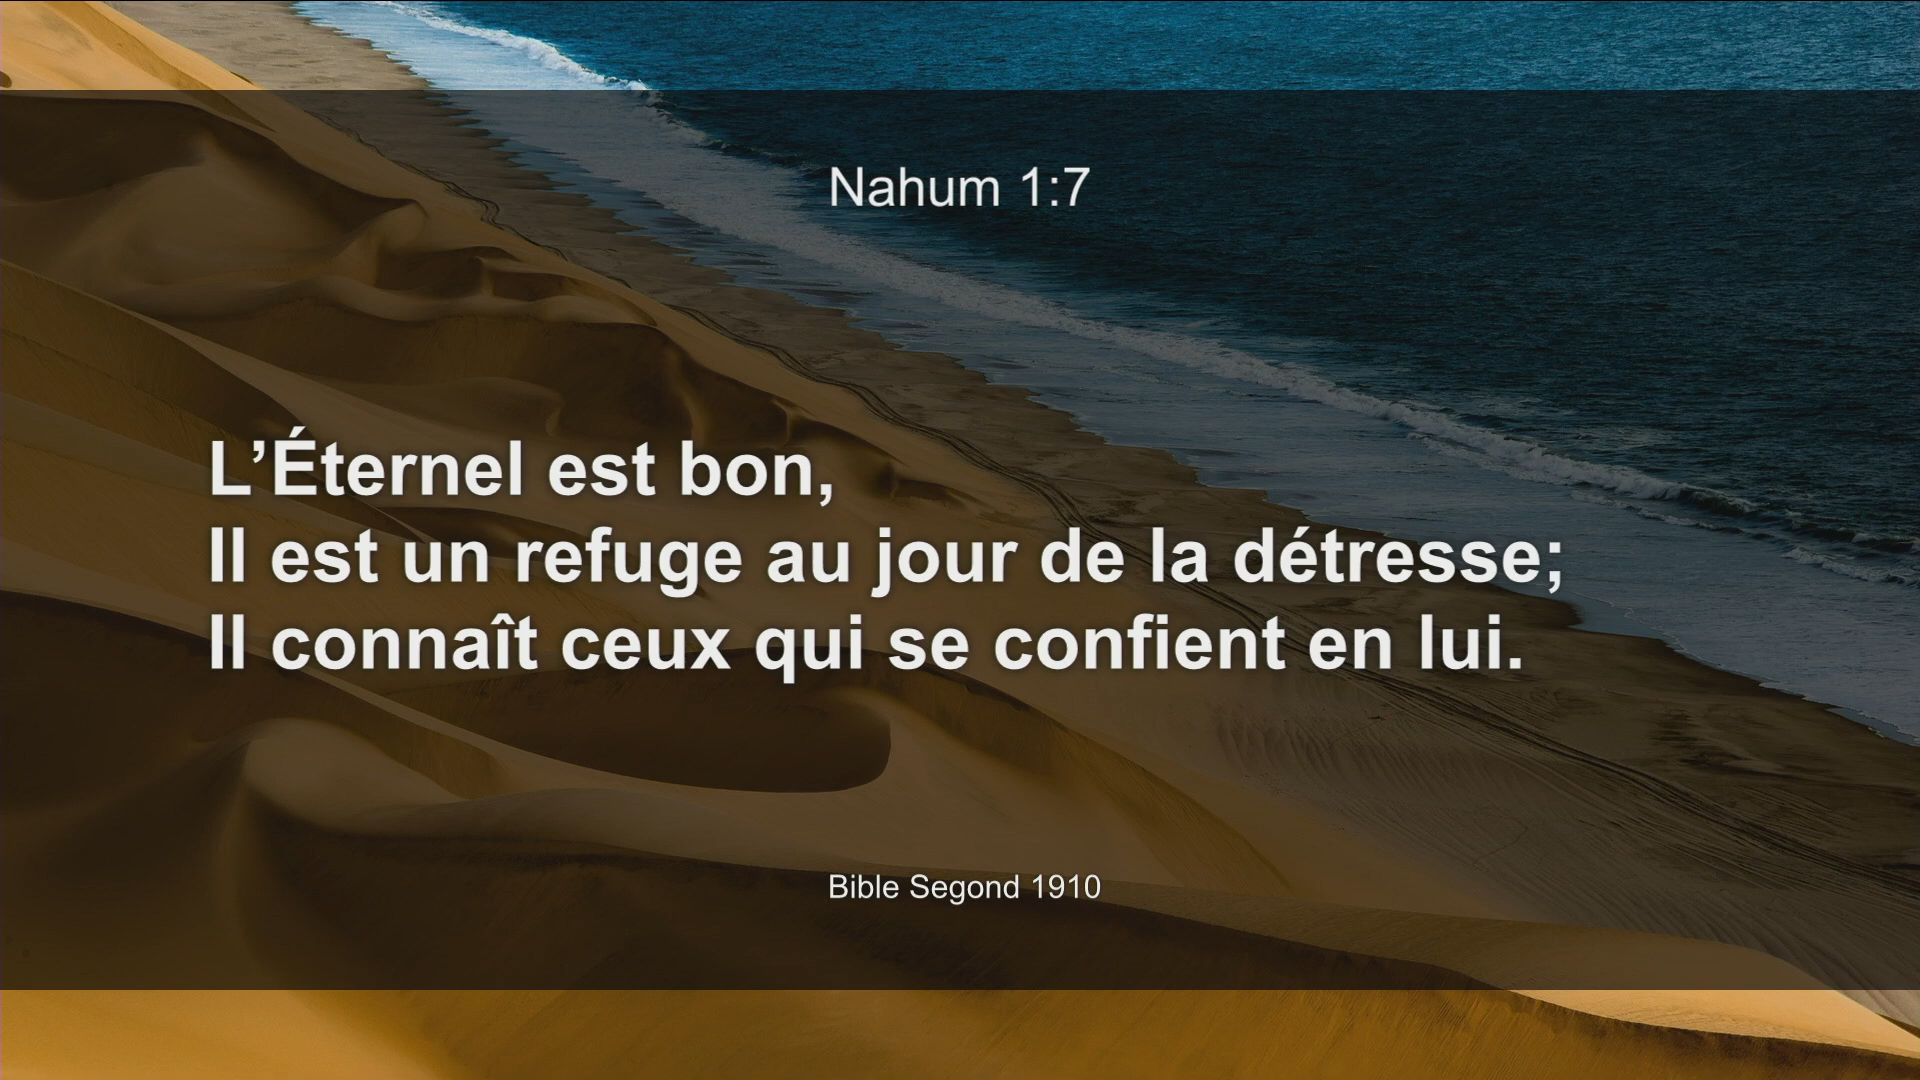 Nahum 1:7
L’Éternel est bon,
Il est un refuge au jour de la détresse;
Il connaît ceux qui se confient en lui.
Bible Segond 1910